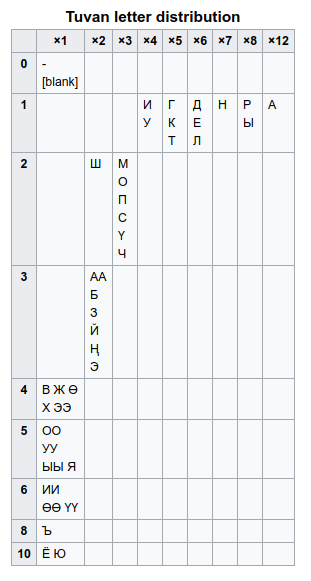 Tuvan letter distribution
×1 ×2 ×3 ×4 ×5 ×6 ×7 ×8 ×12
0 -
[blank]
1 И Г Д Н Р А
У К Е Ы
Т Л
2 Ш М
О
П
С
Ү
Ч
3 АА
Б
З
Й
Ң
Э
4 В Ж Ө
Х ЭЭ
5 ОО
УУ
ЫЫ Я
6 ИИ
ӨӨ ҮҮ
8 Ъ
10 Ё Ю